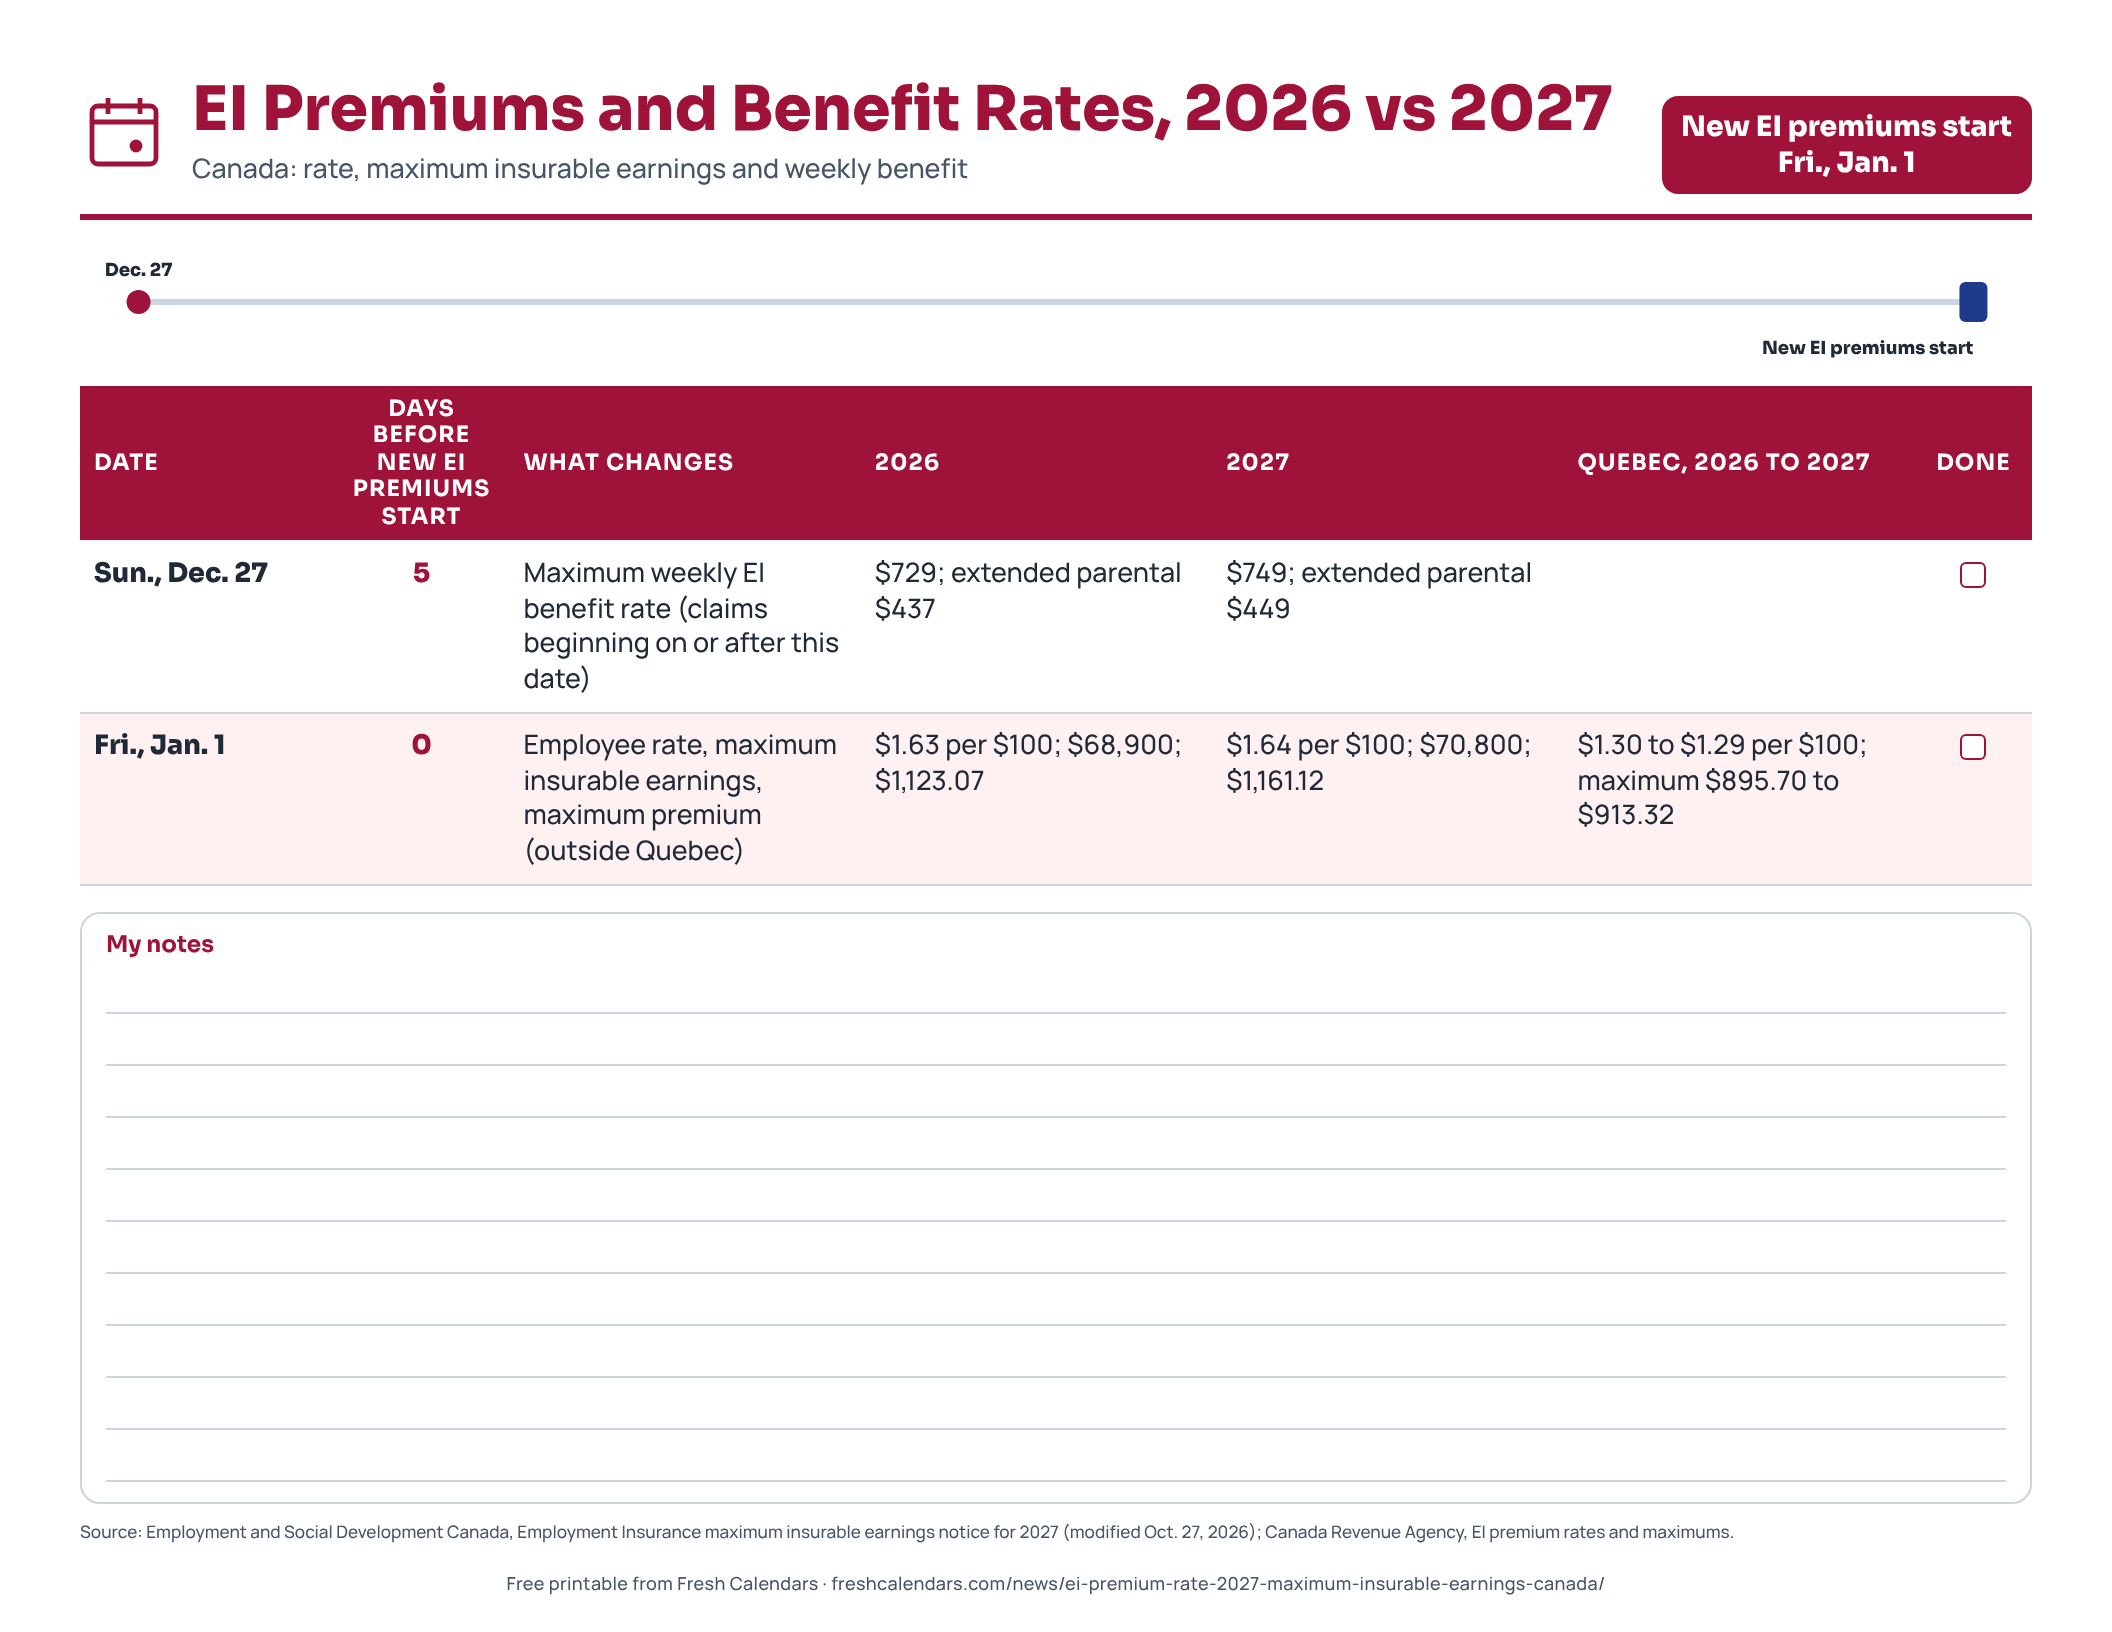 EI Premiums and Benefit Rates, 2026 vs 2027
Canada: rate, maximum insurable earnings and weekly benefit
New EI premiums start
Fri., Jan. 1
Dec. 27
New EI premiums start
DATE
DAYS
BEFORE
NEW EI
PREMIUMS
START
WHAT CHANGES
2026
2027
QUEBEC, 2026 TO 2027
DONE
Sun., Dec. 27
5
Maximum weekly EI
benefit rate (claims
beginning on or after this
date)
$729; extended parental
$437
$749; extended parental
$449
Fri., Jan. 1
0
Employee rate, maximum
insurable earnings,
maximum premium
(outside Quebec)
$1.63 per $100; $68,900;
$1,123.07
$1.64 per $100; $70,800;
$1,161.12
$1.30 to $1.29 per $100;
maximum $895.70 to
$913.32
My notes
Source: Employment and Social Development Canada, Employment Insurance maximum insurable earnings notice for 2027 (modified Oct. 27, 2026); Canada Revenue Agency, EI premium rates and maximums.
Free printable from Fresh Calendars · freshcalendars.com/news/ei-premium-rate-2027-maximum-insurable-earnings-canada/